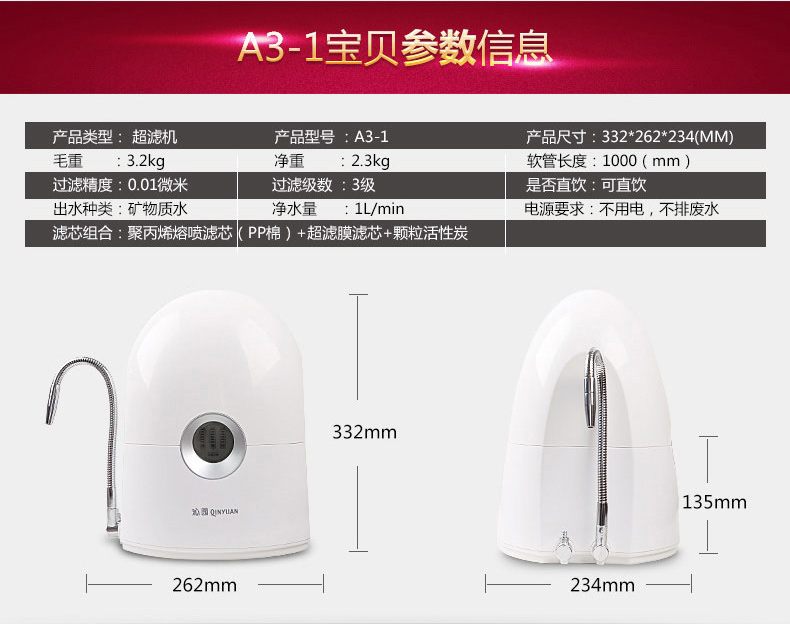 A3-1宝贝参数信息
产品类型： 超滤机 产品型号 ：A3-1 产品尺寸：332*262*234(MM)
毛重 ：3.2kg 净重 ：2.3kg 软管长度：1000（mm）
过滤精度：0.01微米 过滤级数 ：3级 是否直饮：可直饮
出水种类：矿物质水 净水量 ：1L/min 电源要求：不用电，不排废水
滤芯组合：聚丙烯熔喷滤芯（PP棉）+超滤膜滤芯+颗粒活性炭
332mm
沁园 QINYUAN
135mm
262mm
234mm